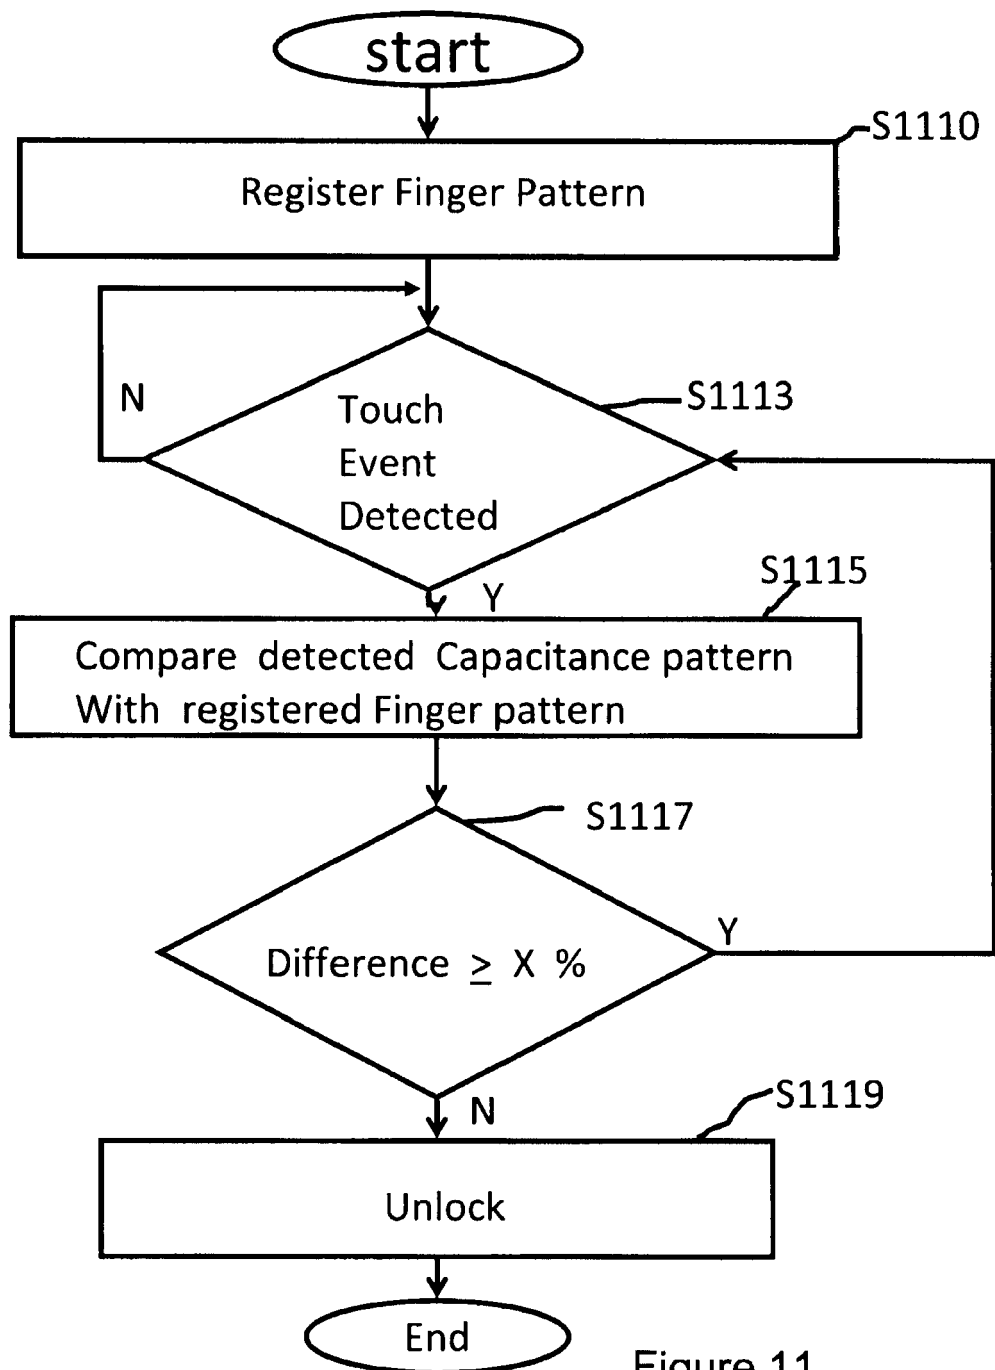 start
S1110
Register Finger Pattern
N
S1113
Touch
Event
Detected
S1115
Y
Compare detected Capacitance pattern
With registered Finger pattern
S1117
Y
Difference ≥ X %
N
S1119
Unlock
End
Figure 11